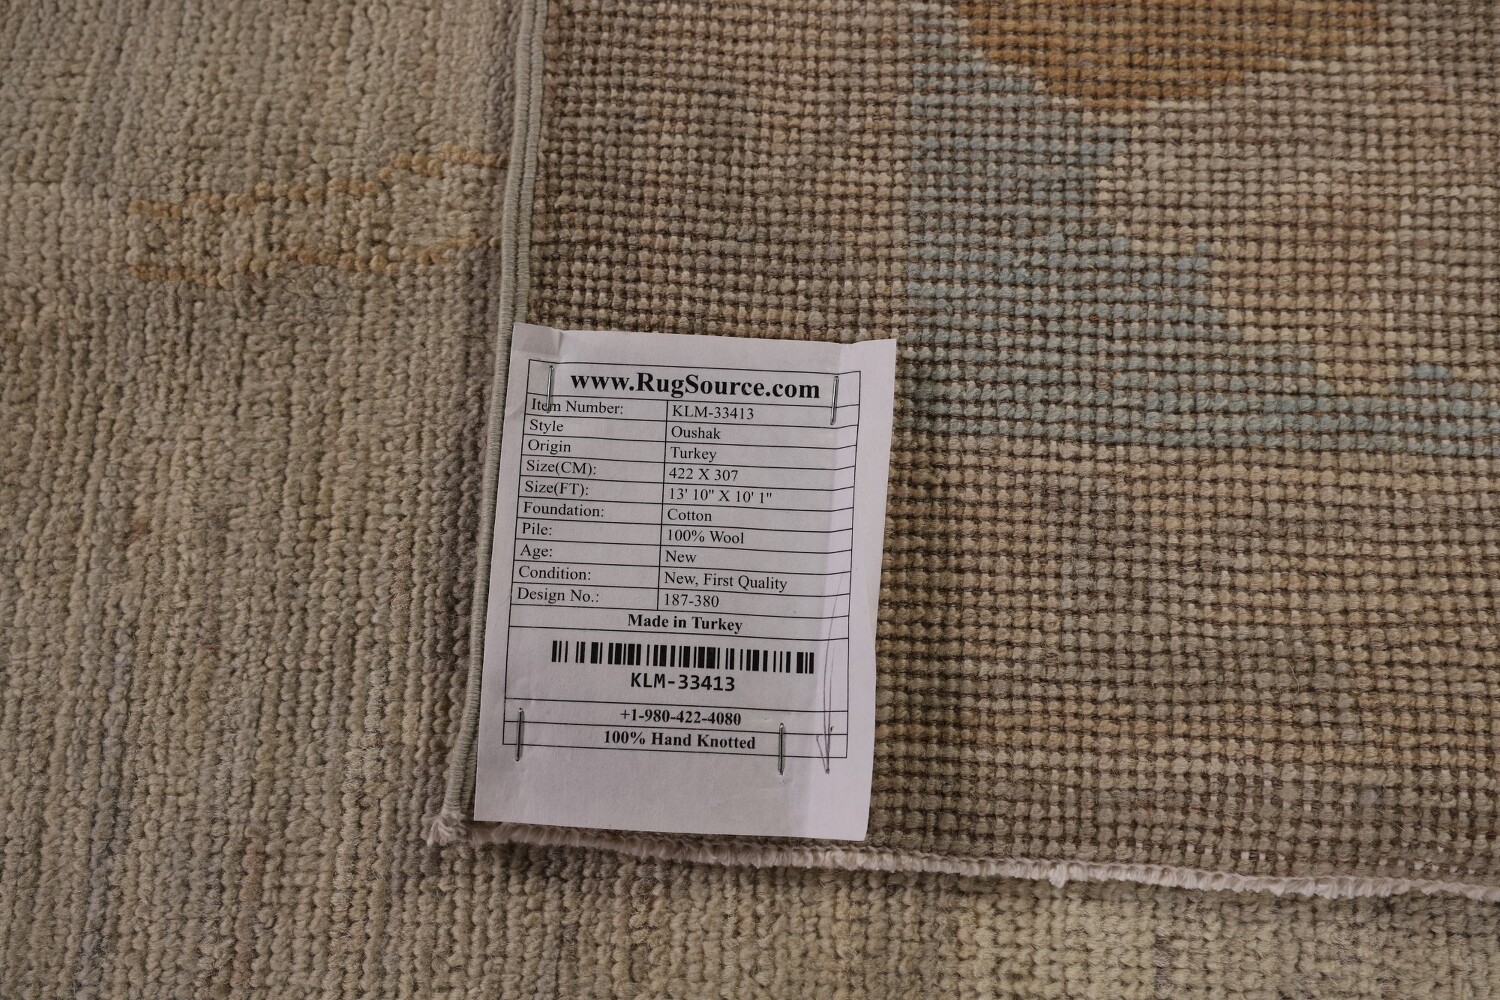 www.RugSource.com
Item Number: KLM-33413
Style Oushak
Origin Turkey
Size(CM): 422 X 307
Size(FT): 13' 10" X 10' 1"
Foundation: Cotton
Pile: 100% Wool
Age: New
Condition: New, First Quality
Design No.: 187-380
Made in Turkey
KLM-33413
+1-980-422-4080
100% Hand Knotted